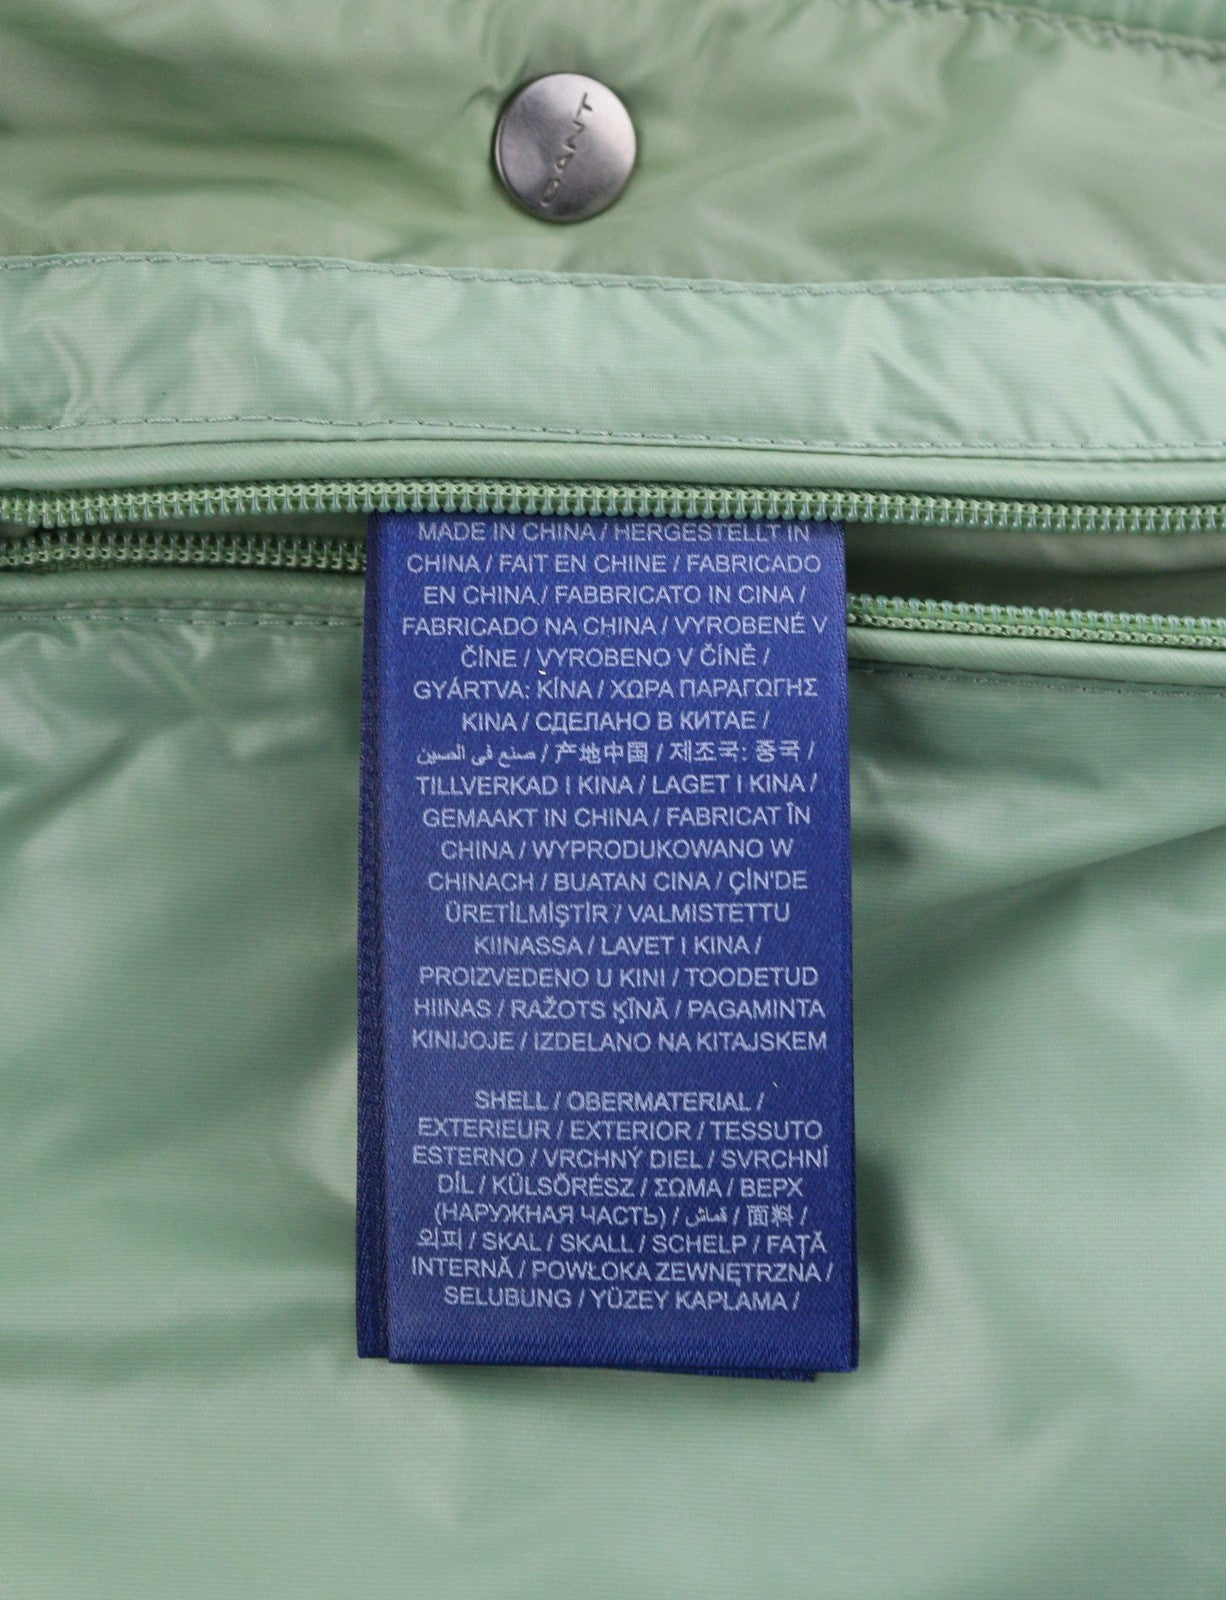 GANT
MADE IN CHINA / HERGESTELLT IN
CHINA / FAIT EN CHINE / FABRICADO
EN CHINA / FABBRICATO IN CINA /
FABRICADO NA CHINA / VYROBENÉ V
ČÍNE / VYROBENO V ČÍNĚ /
GYÁRTVA: KÍNA / ΧΩΡΑ ΠΑΡΑΓΩΓΗΣ
ΚΙΝΑ / СДЕЛАНО В КИТАЕ /
صنع في الصين / 产地中国 / 제조국: 중국 /
TILLVERKAD I KINA / LAGET I KINA /
GEMAAKT IN CHINA / FABRICAT ÎN
CHINA / WYPRODUKOWANO W
CHINACH / BUATAN CINA / ÇİN'DE
ÜRETİLMİŞTİR / VALMISTETTU
KIINASSA / LAVET I KINA /
PROIZVEDENO U KINI / TOODETUD
HIINAS / RAŽOTS ĶĪNĀ / PAGAMINTA
KINIJOJE / IZDELANO NA KITAJSKEM
SHELL / OBERMATERIAL /
EXTERIEUR / EXTERIOR / TESSUTO
ESTERNO / VRCHNÝ DIEL / SVRCHNÍ
DÍL / KÜLSŐRÉSZ / ΣΩΜΑ / ВЕРХ
(НАРУЖНАЯ ЧАСТЬ) / قماش / 面料 /
외피 / SKAL / SKALL / SCHELP / FAȚĂ
INTERNĂ / POWŁOKA ZEWNĘTRZNA /
SELUBUNG / YÜZEY KAPLAMA /